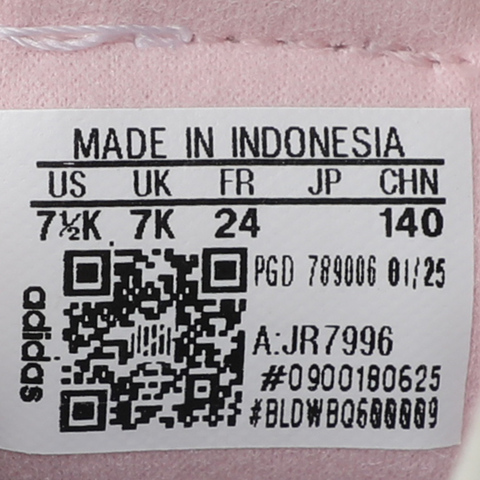 MADE IN INDONESIA
US UK FR JP CHN
7½K 7K 24 140
PGD 789006 01/25
adidas
A:JR7996
#0900180625
#BLDWBQ600009